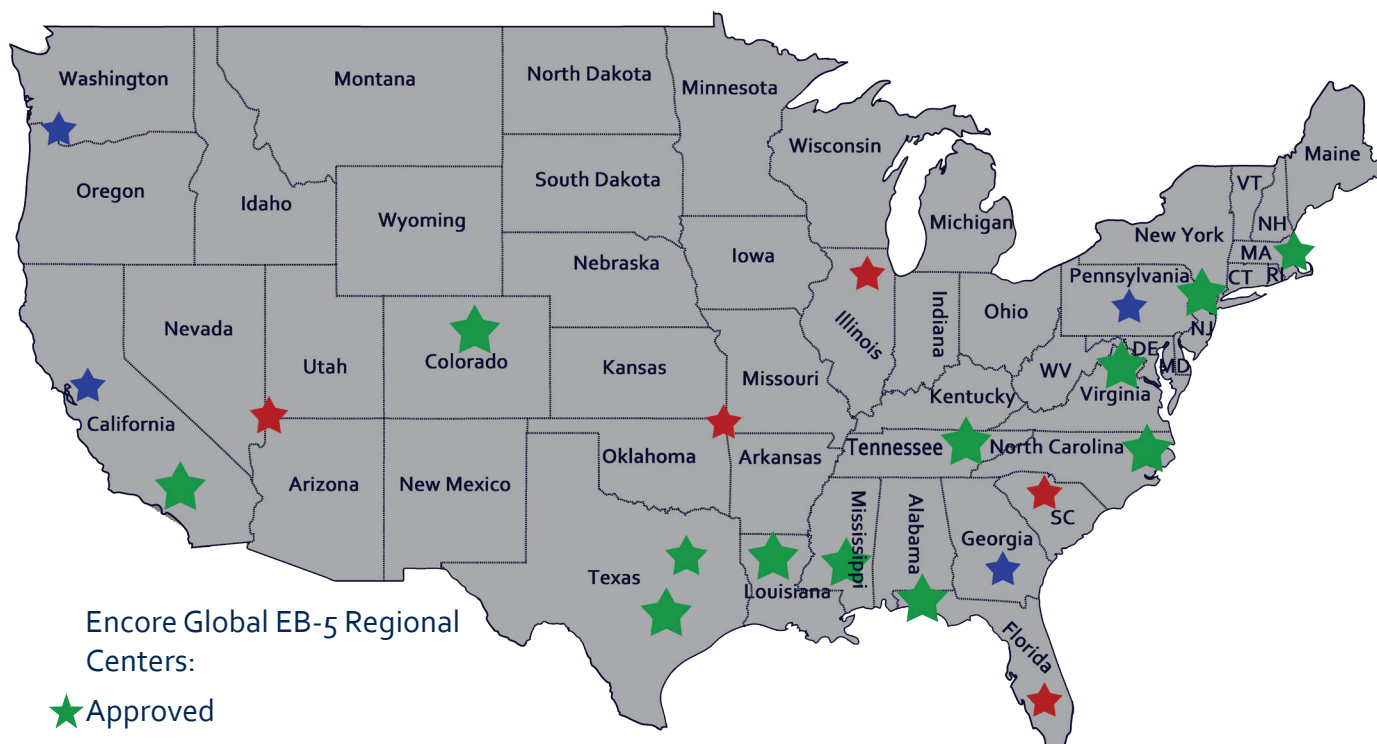 Washington
Montana
North Dakota
Minnesota
Wisconsin
Maine
Oregon
Idaho
Wyoming
South Dakota
Michigan
VT
NH
New York
MA
CT
RI
Nebraska
Iowa
Pennsylvania
Nevada
Utah
Colorado
Kansas
Missouri
Illinois
Indiana
Ohio
NJ
DE
MD
WV
Virginia
California
Kentucky
Arizona
New Mexico
Oklahoma
Arkansas
Tennessee
North Carolina
SC
Texas
Louisiana
Mississippi
Alabama
Georgia
Florida
Encore Global EB-5 Regional
Centers:
Approved